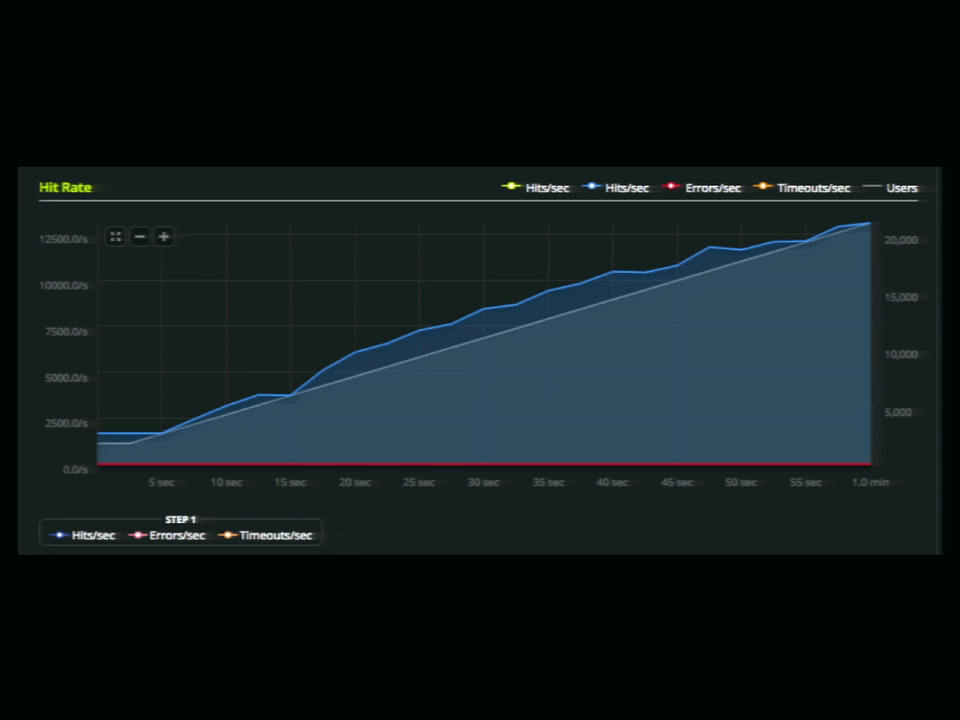 Hit Rate Hits/sec Hits/sec Errors/sec Timeouts/sec Users
12500.0/s 20,000
10000.0/s 15,000
7500.0/s 10,000
5000.0/s 5,000
2500.0/s
0.0/s
5 sec 10 sec 15 sec 20 sec 25 sec 30 sec 35 sec 40 sec 45 sec 50 sec 55 sec 1.0 min
STEP 1
Hits/sec Errors/sec Timeouts/sec